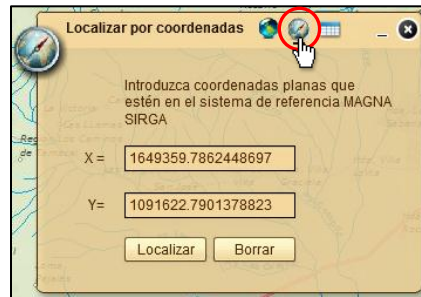 Localizar por coordenadas
Introduzca coordenadas planas que
estén en el sistema de referencia MAGNA
SIRGA
X = 1649359.7862448697
Y= 1091622.7901378823
Localizar Borrar